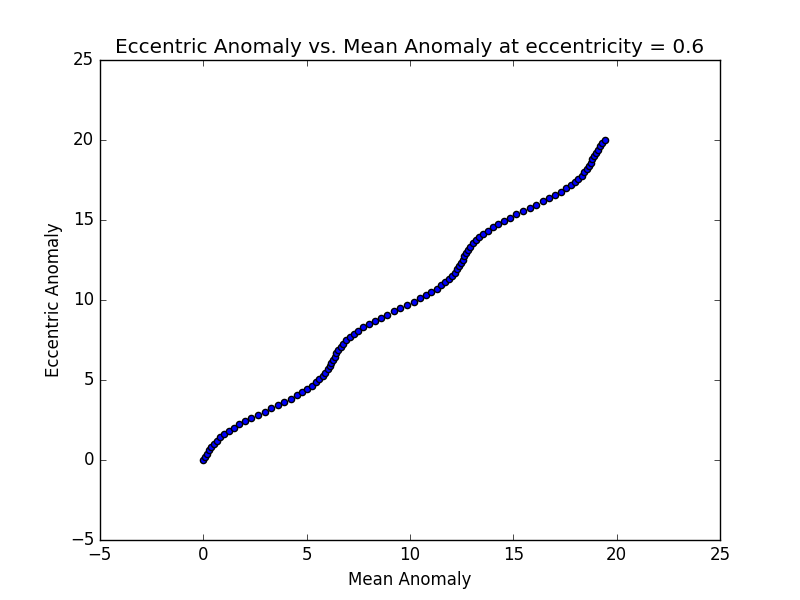 Eccentric Anomaly vs. Mean Anomaly at eccentricity = 0.6
25
20
15
10
5
0
−5
Eccentric Anomaly
−5 0 5 10 15 20 25
Mean Anomaly